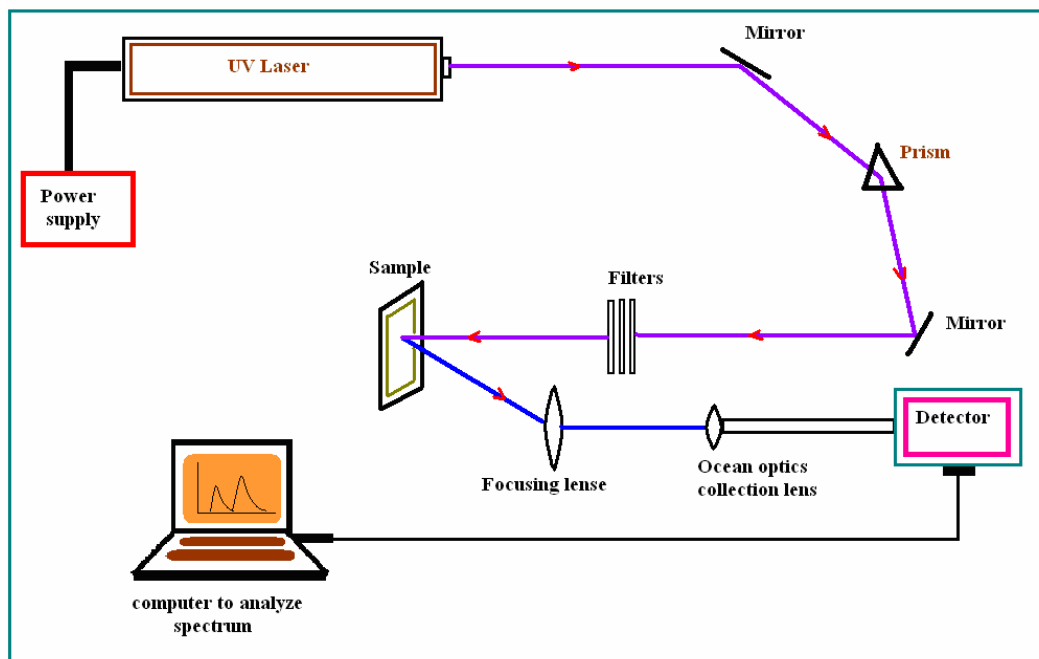 Mirror
UV Laser
Prism
Power
supply
Sample
Filters
Mirror
Detector
Focusing lense
Ocean optics
collection lens
computer to analyze
spectrum